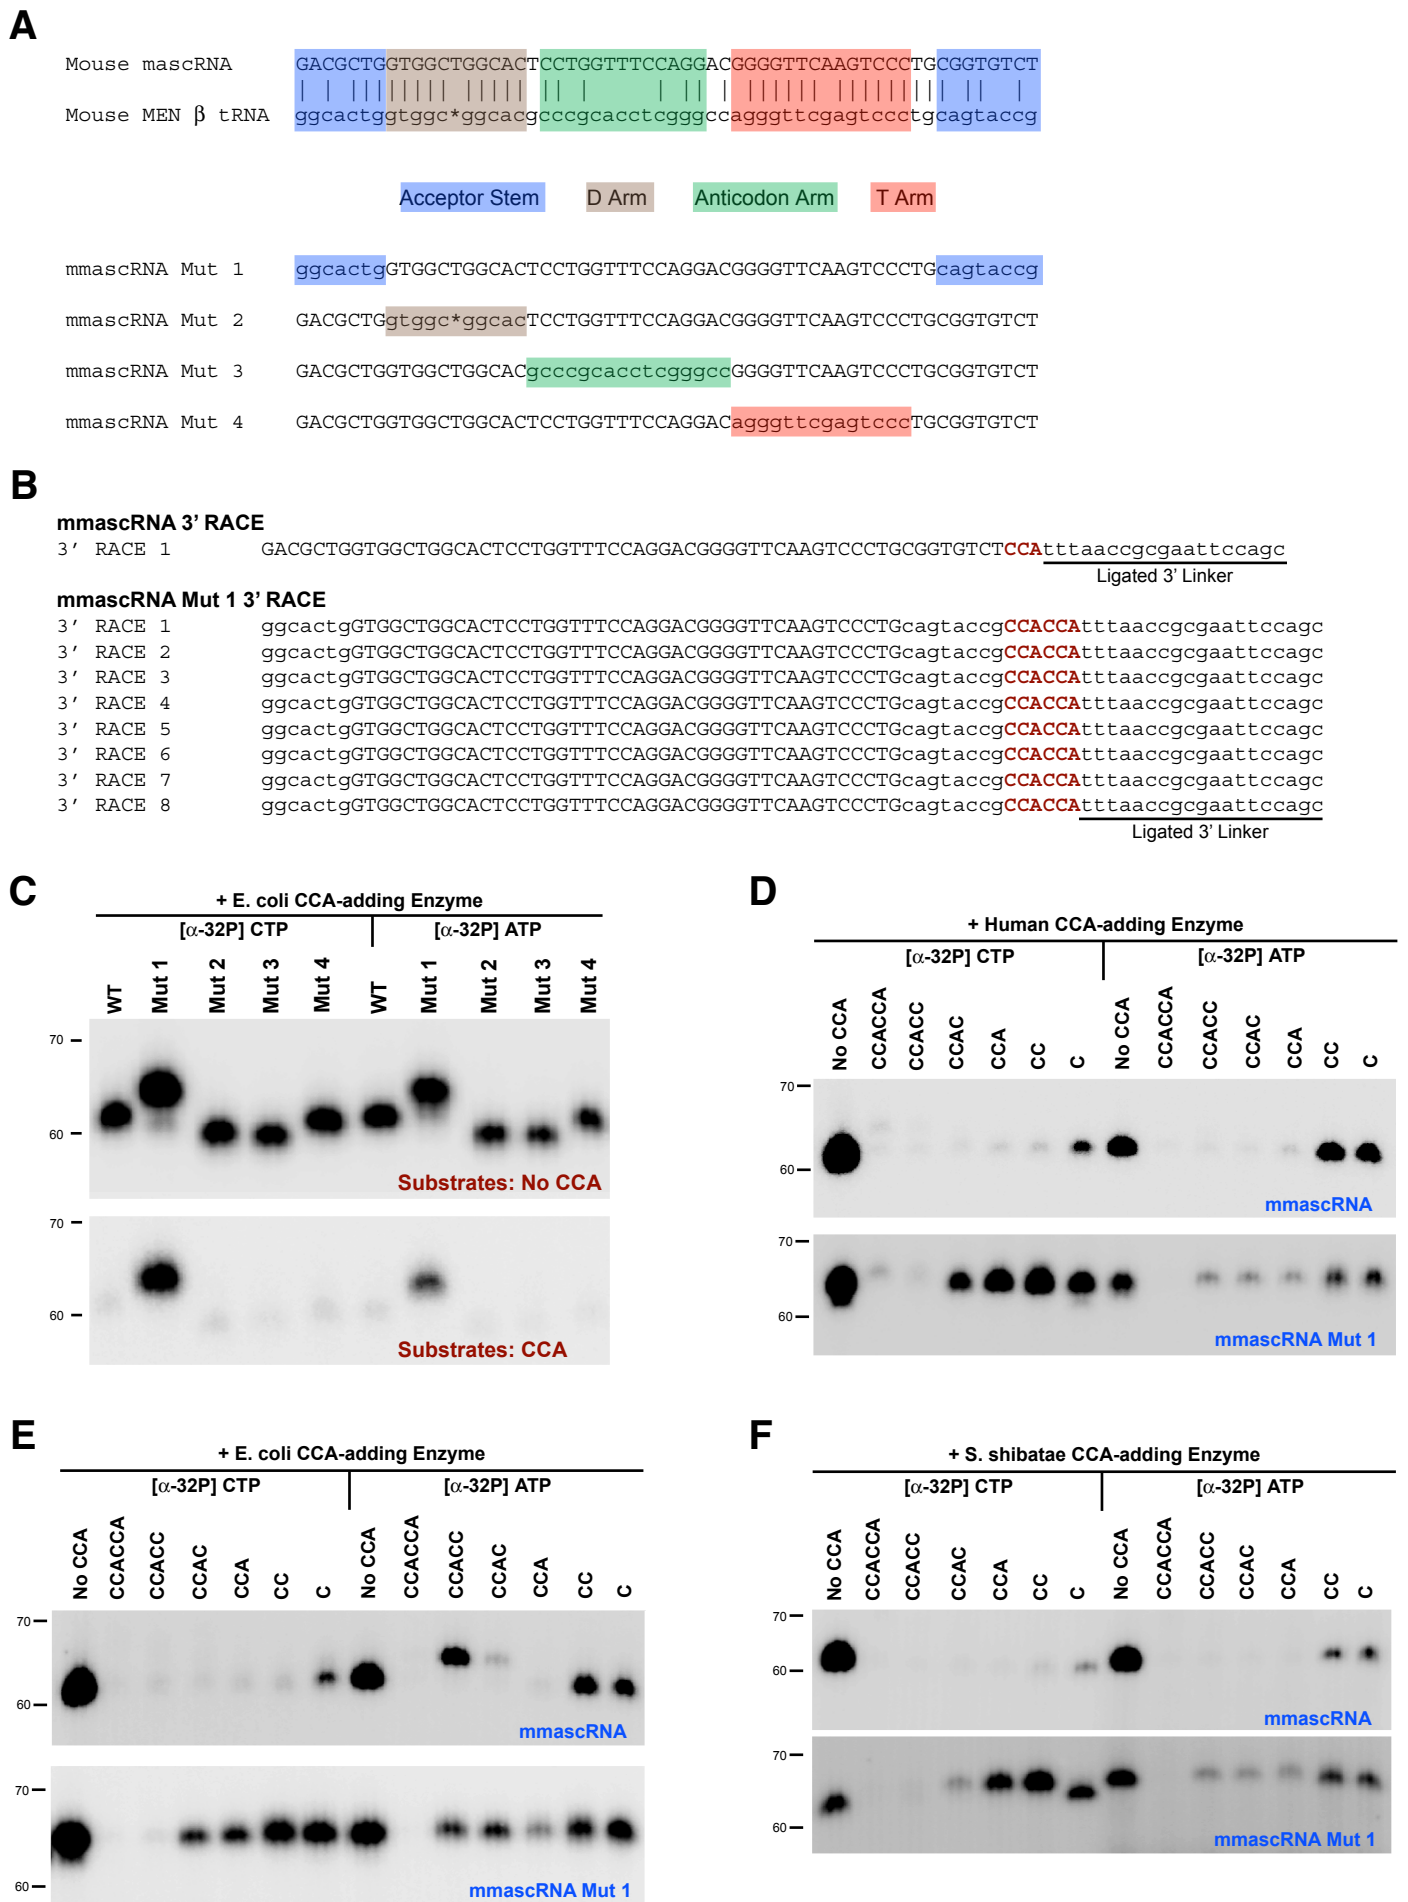 A
Mouse mascRNA GACGCTGGTGGCTGGCACTCCTGGTTTCCAGGACGGGGTTCAAGTCCCTGCGGTGTCT
Mouse MEN β tRNA ggcactggtggc*ggcacgcccgcacctcgggccagggttcgagtccctgcagtaccg
Acceptor Stem D Arm Anticodon Arm T Arm
mmascRNA Mut 1 ggcactgGTGGCTGGCACTCCTGGTTTCCAGGACGGGGTTCAAGTCCCTGcagtaccg
mmascRNA Mut 2 GACGCTGgtggc*ggcacTCCTGGTTTCCAGGACGGGGTTCAAGTCCCTGCGGTGTCT
mmascRNA Mut 3 GACGCTGGTGGCTGGCACgcccgcacctcgggccGGGGTTCAAGTCCCTGCGGTGTCT
mmascRNA Mut 4 GACGCTGGTGGCTGGCACTCCTGGTTTCCAGGACagggttcgagtcccTGCGGTGTCT
B
mmascRNA 3’ RACE
3’ RACE 1 GACGCTGGTGGCTGGCACTCCTGGTTTCCAGGACGGGGTTCAAGTCCCTGCGGTGTCTCCAtttaaccgcgaattccagc
Ligated 3’ Linker
mmascRNA Mut 1 3’ RACE
3’ RACE 1 ggcactgGTGGCTGGCACTCCTGGTTTCCAGGACGGGGTTCAAGTCCCTGcagtaccgCCACCAtttaaccgcgaattccagc
3’ RACE 2 ggcactgGTGGCTGGCACTCCTGGTTTCCAGGACGGGGTTCAAGTCCCTGcagtaccgCCACCAtttaaccgcgaattccagc
3’ RACE 3 ggcactgGTGGCTGGCACTCCTGGTTTCCAGGACGGGGTTCAAGTCCCTGcagtaccgCCACCAtttaaccgcgaattccagc
3’ RACE 4 ggcactgGTGGCTGGCACTCCTGGTTTCCAGGACGGGGTTCAAGTCCCTGcagtaccgCCACCAtttaaccgcgaattccagc
3’ RACE 5 ggcactgGTGGCTGGCACTCCTGGTTTCCAGGACGGGGTTCAAGTCCCTGcagtaccgCCACCAtttaaccgcgaattccagc
3’ RACE 6 ggcactgGTGGCTGGCACTCCTGGTTTCCAGGACGGGGTTCAAGTCCCTGcagtaccgCCACCAtttaaccgcgaattccagc
3’ RACE 7 ggcactgGTGGCTGGCACTCCTGGTTTCCAGGACGGGGTTCAAGTCCCTGcagtaccgCCACCAtttaaccgcgaattccagc
3’ RACE 8 ggcactgGTGGCTGGCACTCCTGGTTTCCAGGACGGGGTTCAAGTCCCTGcagtaccgCCACCAtttaaccgcgaattccagc
Ligated 3’ Linker
C
+ E. coli CCA-adding Enzyme
[α-32P] CTP [α-32P] ATP
WT Mut 1 Mut 2 Mut 3 Mut 4 WT Mut 1 Mut 2 Mut 3 Mut 4
70
60
Substrates: No CCA
70
60
Substrates: CCA
D
+ Human CCA-adding Enzyme
[α-32P] CTP [α-32P] ATP
No CCA CCACCA CCACC CCAC CCA CC C No CCA CCACCA CCACC CCAC CCA CC C
70
60
mmascRNA
70
60
mmascRNA Mut 1
E
+ E. coli CCA-adding Enzyme
[α-32P] CTP [α-32P] ATP
No CCA CCACCA CCACC CCAC CCA CC C No CCA CCACCA CCACC CCAC CCA CC C
70
60
mmascRNA
70
60
mmascRNA Mut 1
F
+ S. shibatae CCA-adding Enzyme
[α-32P] CTP [α-32P] ATP
No CCA CCACCA CCACC CCAC CCA CC C No CCA CCACCA CCACC CCAC CCA CC C
70
60
mmascRNA
70
60
mmascRNA Mut 1